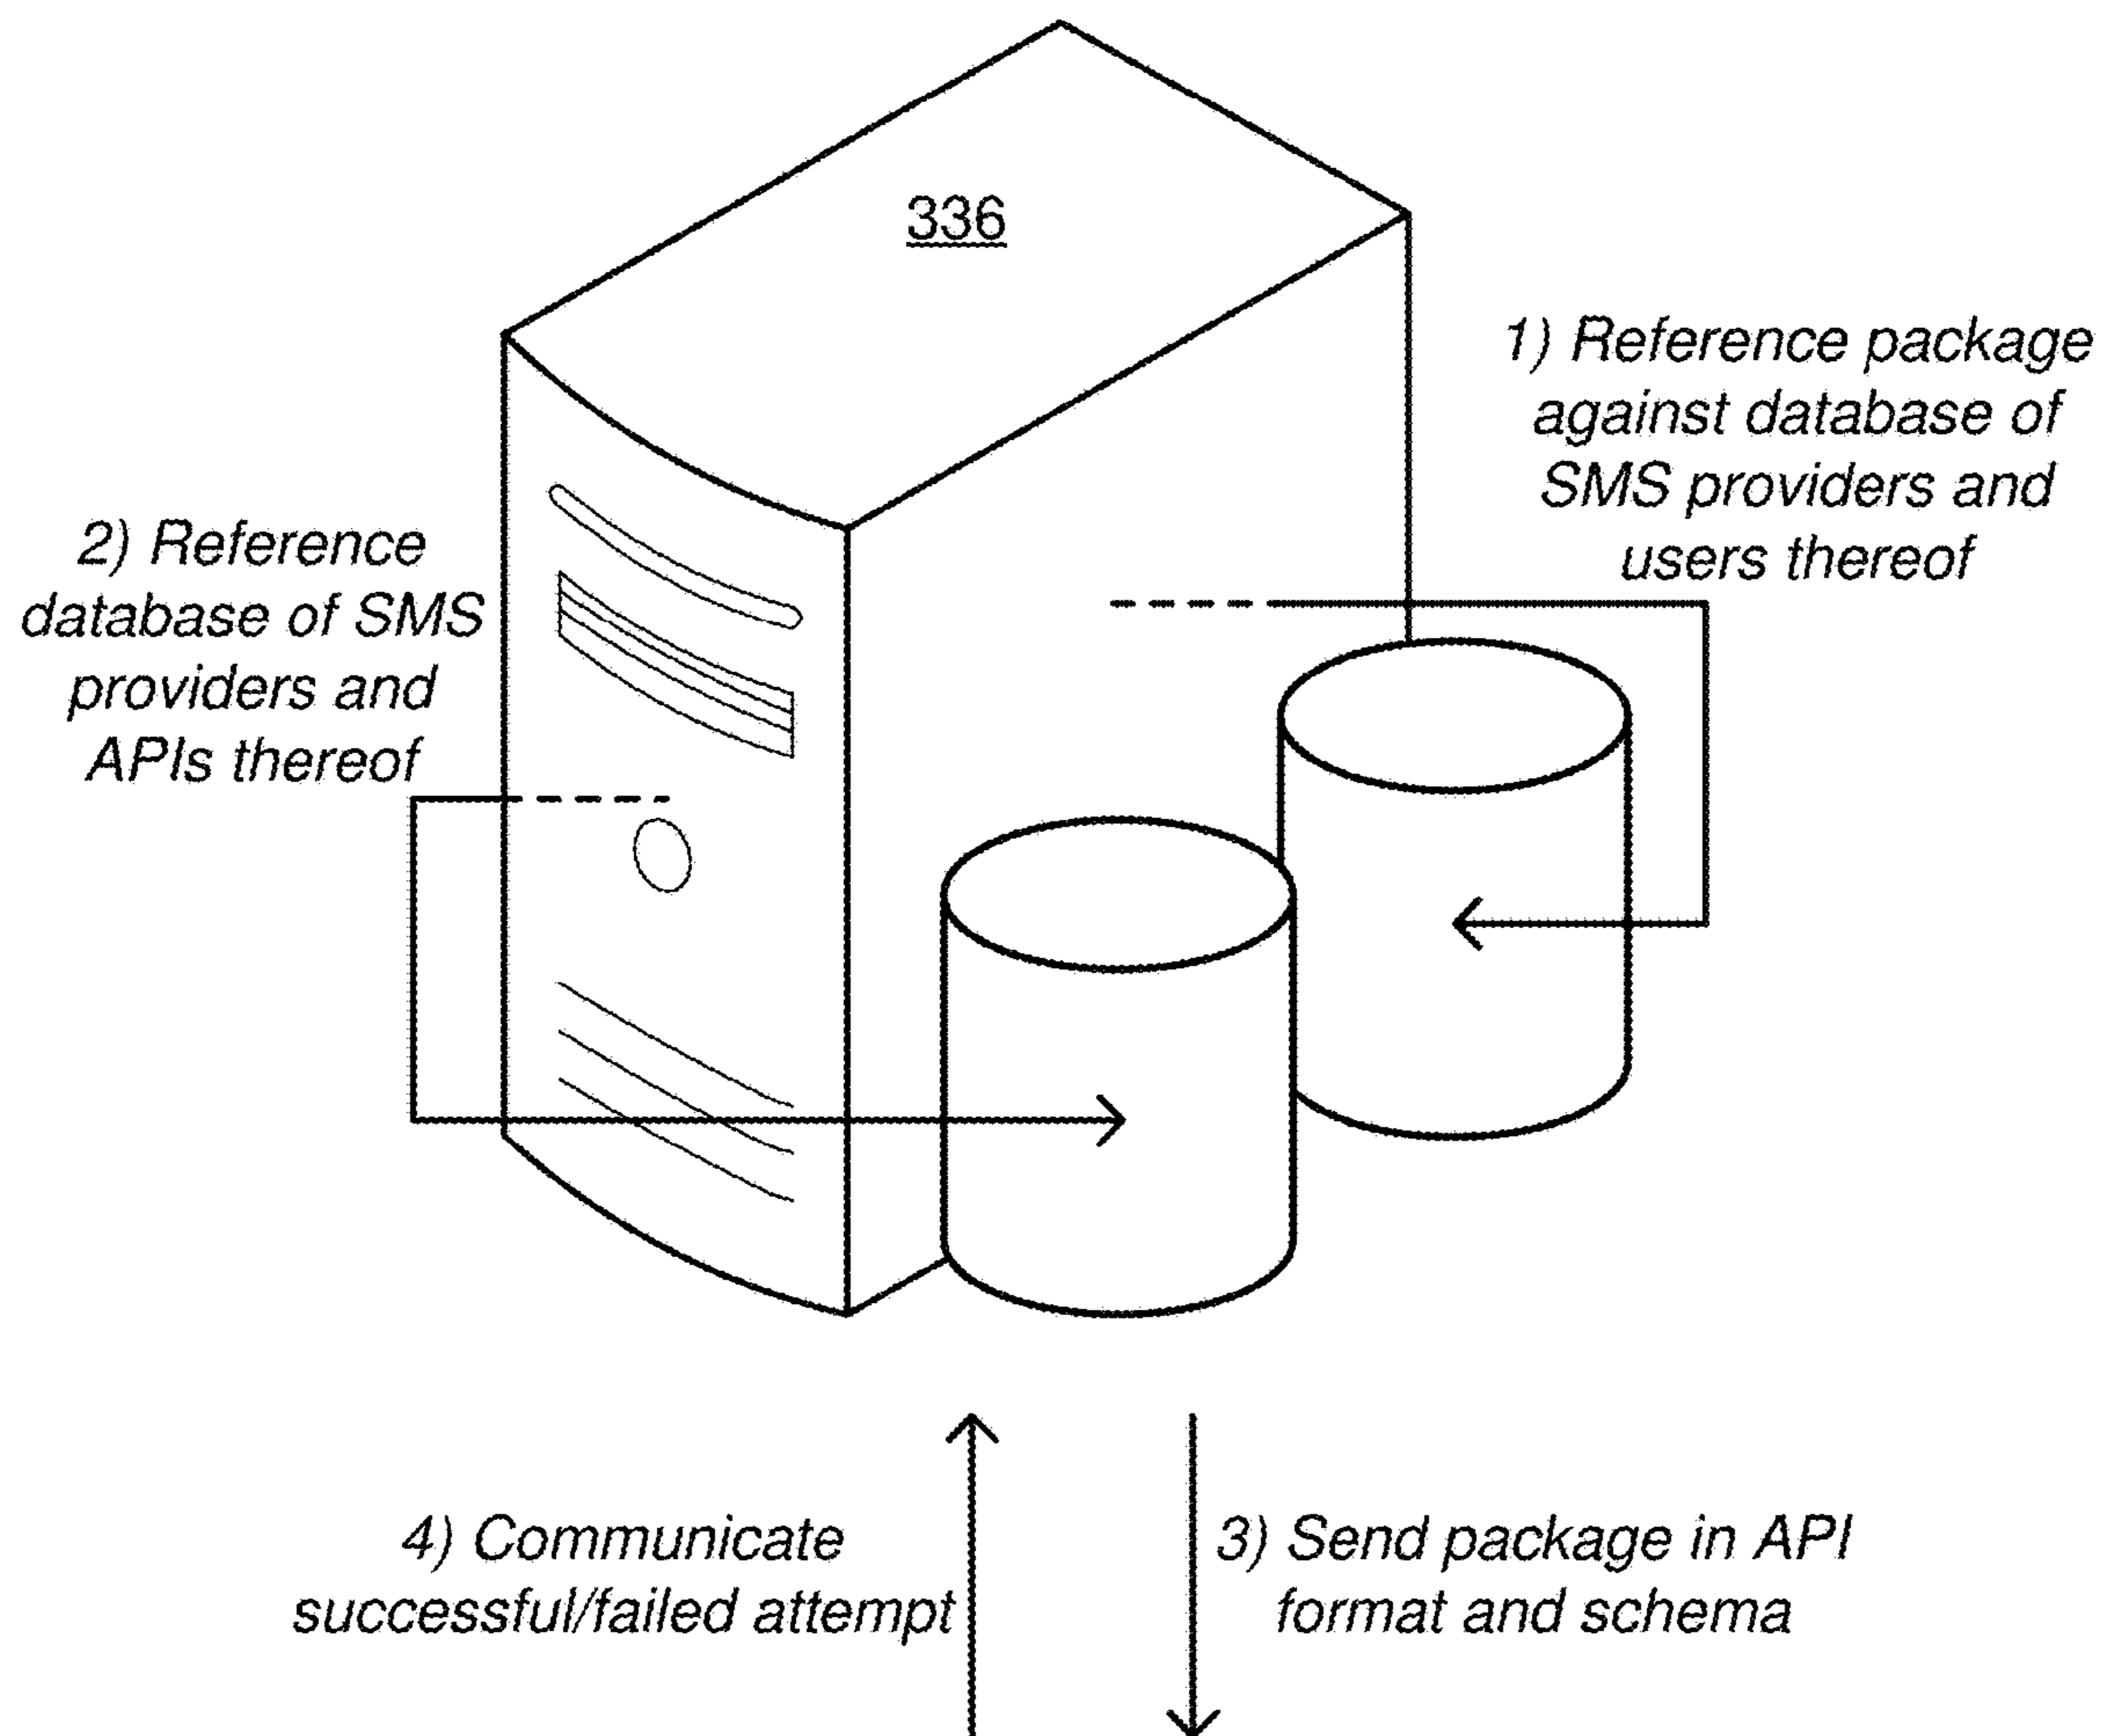 336
1) Reference package
against database of
SMS providers and
users thereof
2) Reference
database of SMS
providers and
APIs thereof
3) Send package in API
format and schema
4) Communicate
successful/failed attempt